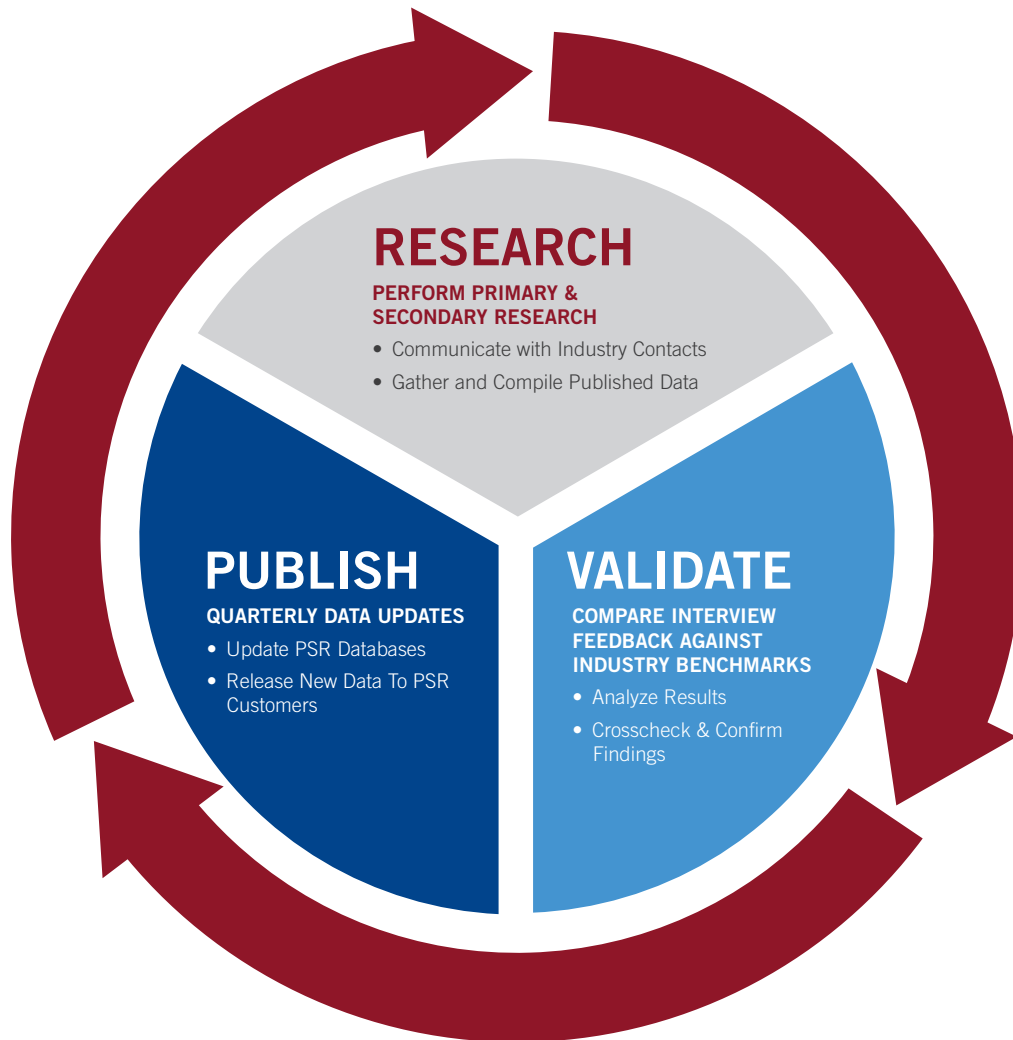 RESEARCH
PERFORM PRIMARY &
SECONDARY RESEARCH
• Communicate with Industry Contacts
• Gather and Compile Published Data
PUBLISH
QUARTERLY DATA UPDATES
• Update PSR Databases
• Release New Data To PSR
Customers
VALIDATE
COMPARE INTERVIEW
FEEDBACK AGAINST
INDUSTRY BENCHMARKS
• Analyze Results
• Crosscheck & Confirm
Findings